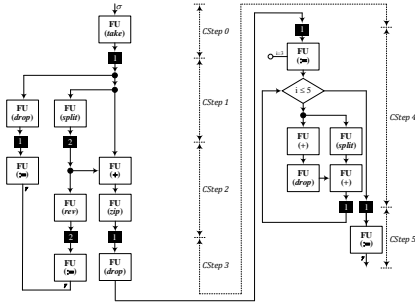 σ
FU
(take)
CStep 0
1
FU
(drop)
FU
(split)
CStep 1
1
2
FU
(:=)
FU
(+)
CStep 2
FU
(rev)
FU
(zip)
2
1
FU
(:=)
FU
(drop)
CStep 3
1
i:=1
FU
(:=)
i ≤ 5
CStep 4
FU
(+)
FU
(split)
FU
(drop)
FU
(+)
1
1
1
FU
(:=)
CStep 5